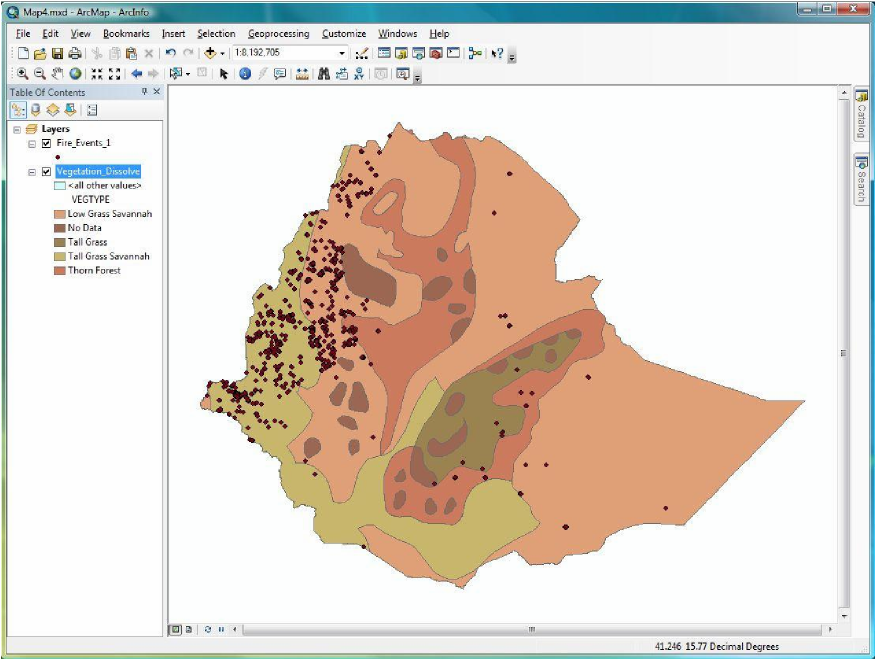 Map4.mxd - ArcMap - ArcInfo
File Edit View Bookmarks Insert Selection Geoprocessing Customize Windows Help
1:8,192,705
Table Of Contents
Layers
Fire_Events_1
Vegetation_Dissolve
<all other values>
VEGTYPE
Low Grass Savannah
No Data
Tall Grass
Tall Grass Savannah
Thorn Forest
Catalog
Search
41.246 15.77 Decimal Degrees